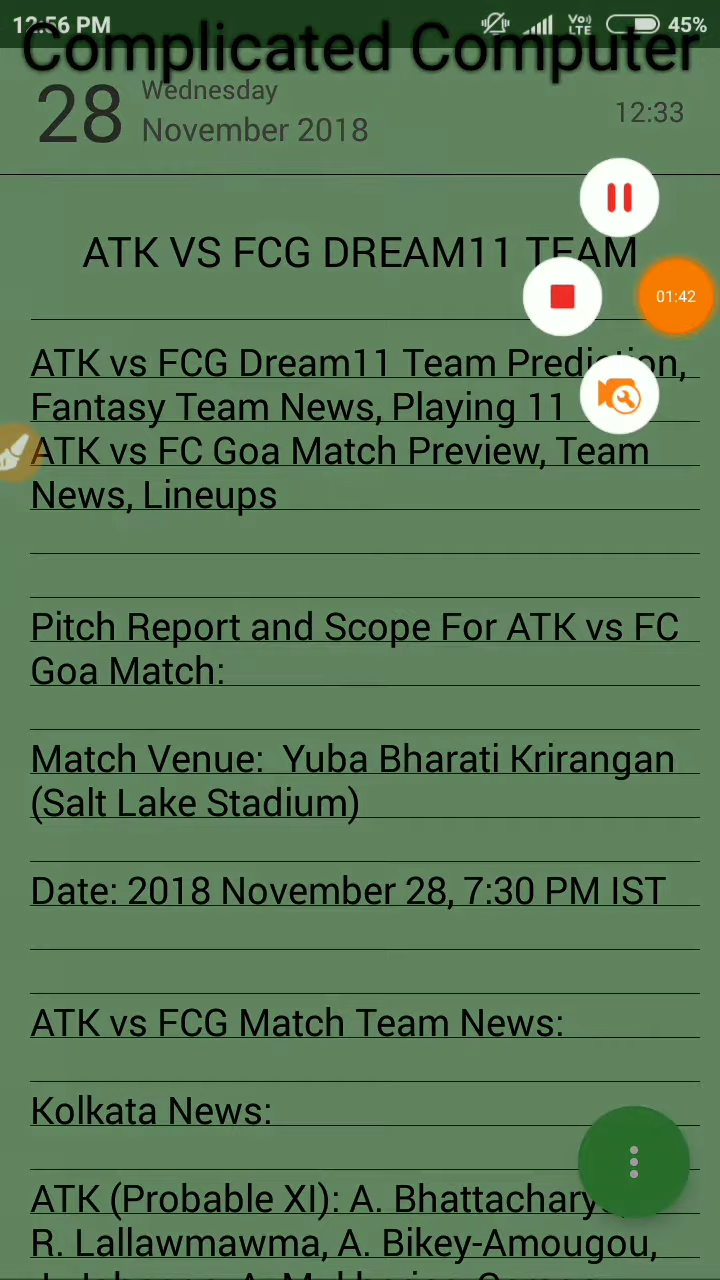 12:56 PM
45%
Complicated Computer
28
Wednesday
November 2018
12:33
ATK VS FCG DREAM11 TEAM
01:42
ATK vs FCG Dream11 Team Prediction,
Fantasy Team News, Playing 11
ATK vs FC Goa Match Preview, Team
News, Lineups
Pitch Report and Scope For ATK vs FC
Goa Match:
Match Venue:  Yuba Bharati Krirangan
(Salt Lake Stadium)
Date: 2018 November 28, 7:30 PM IST
ATK vs FCG Match Team News:
Kolkata News:
ATK (Probable XI): A.
R. Lallawmawma, A. Bikey-Amougou,